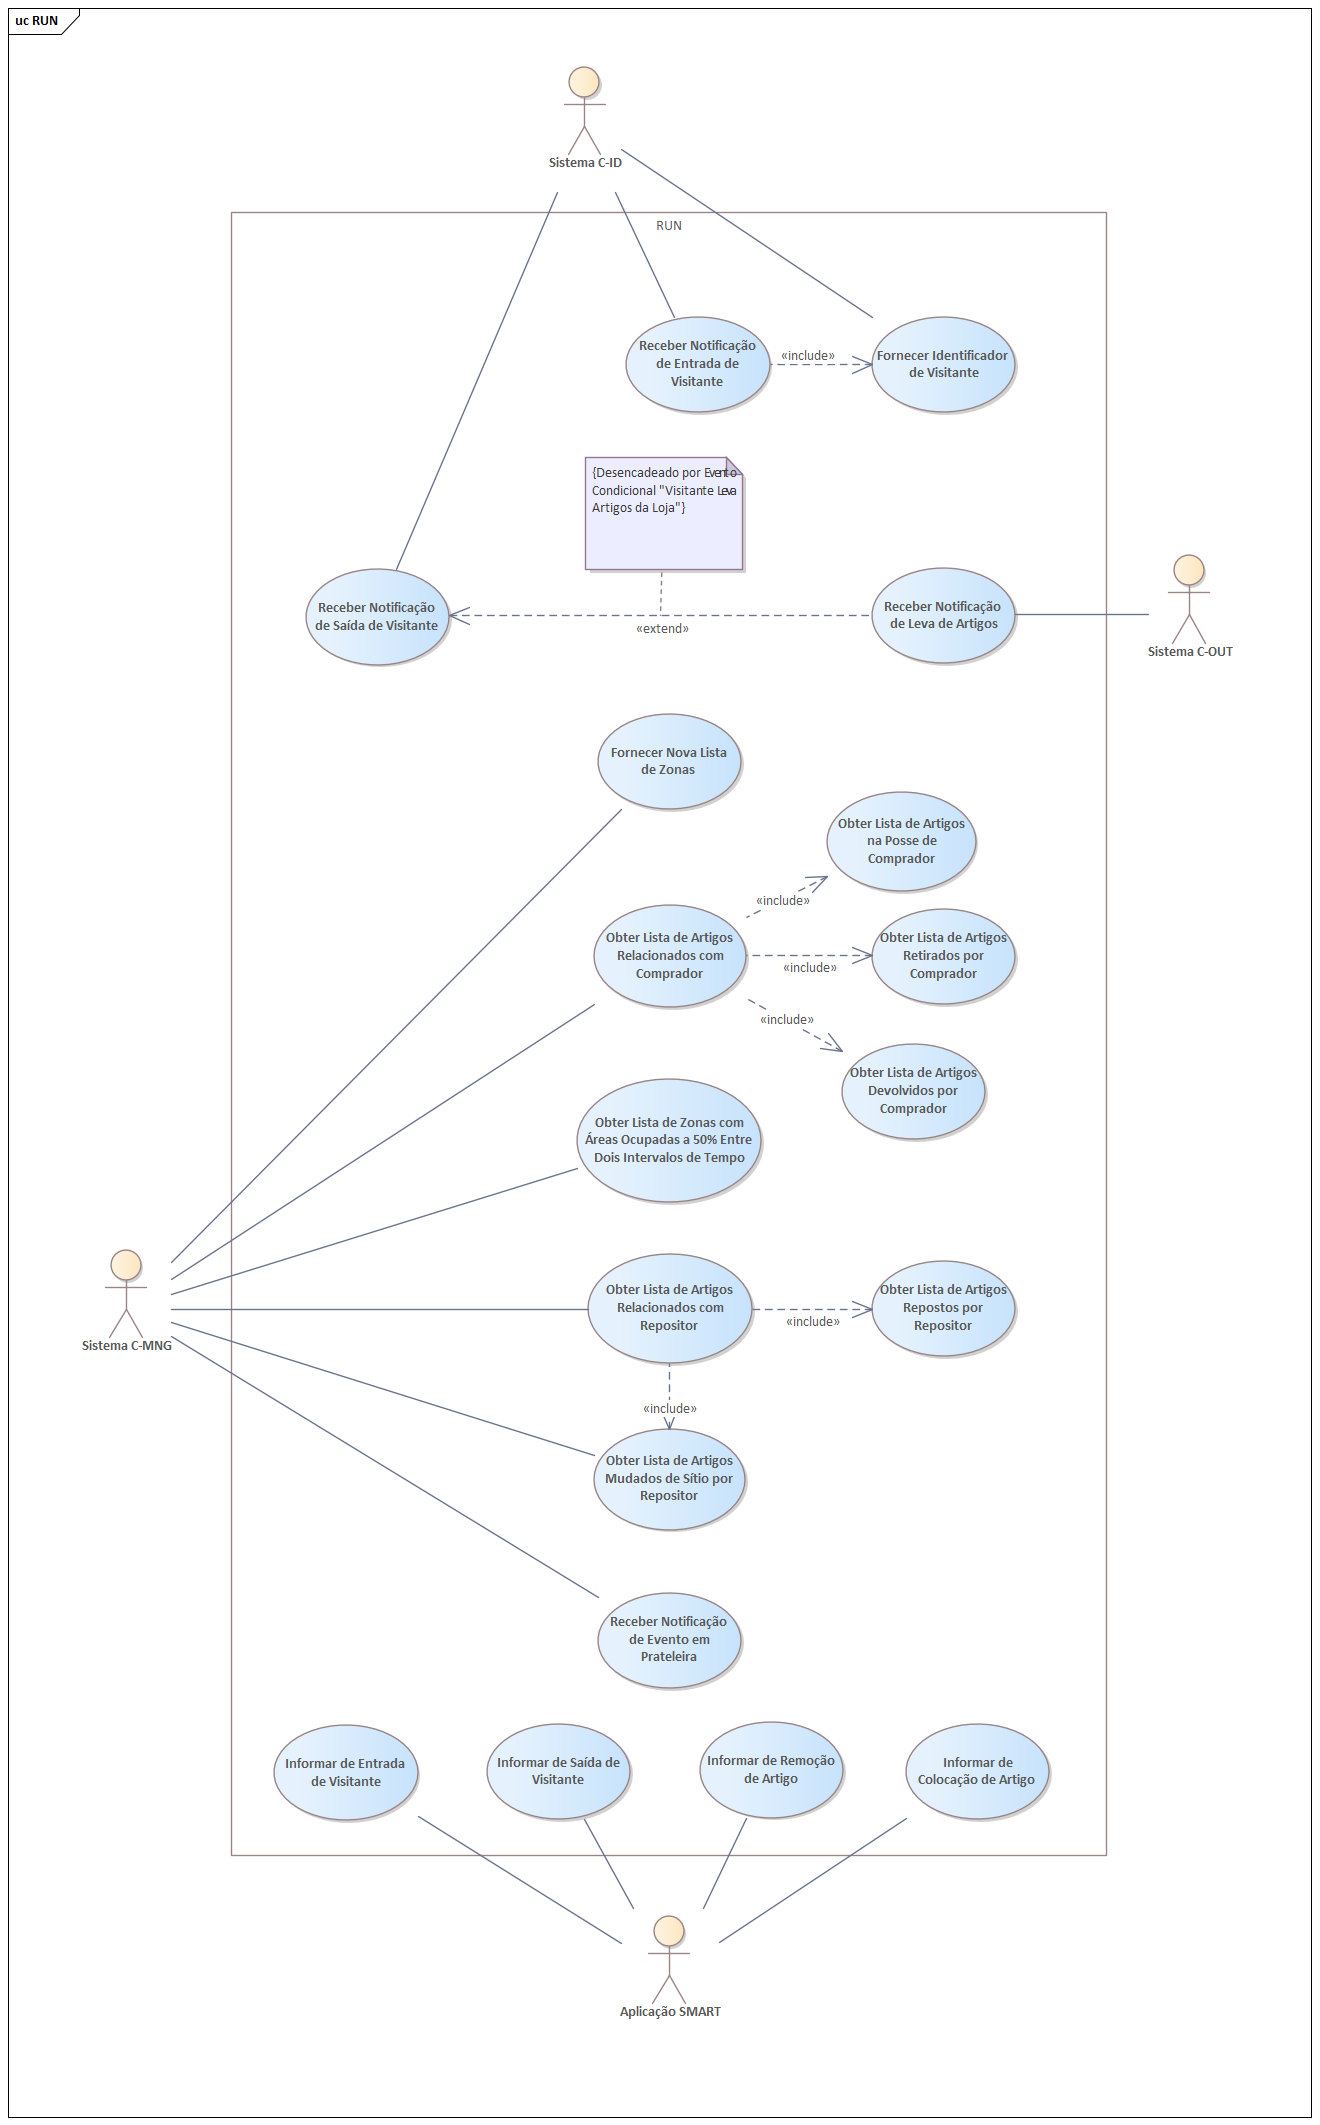 uc RUN
Sistema C-ID
RUN
Receber Notificação
de Entrada de
Visitante
«include»
Fornecer Identificador
de Visitante
{Desencadeado por Evento
Condicional "Visitante Leva
Artigos da Loja"}
Receber Notificação
de Saída de Visitante
«extend»
Receber Notificação
de Leva de Artigos
Sistema C-OUT
Fornecer Nova Lista
de Zonas
Obter Lista de Artigos
na Posse de
Comprador
«include»
Obter Lista de Artigos
Relacionados com
Comprador
«include»
Obter Lista de Artigos
Retirados por
Comprador
«include»
Obter Lista de Artigos
Devolvidos por
Comprador
Obter Lista de Zonas com
Áreas Ocupadas a 50% Entre
Dois Intervalos de Tempo
Sistema C-MNG
Obter Lista de Artigos
Relacionados com
Repositor
«include»
Obter Lista de Artigos
Repostos por
Repositor
«include»
Obter Lista de Artigos
Mudados de Sítio por
Repositor
Receber Notificação
de Evento em
Prateleira
Informar de Entrada
de Visitante
Informar de Saída de
Visitante
Informar de Remoção
de Artigo
Informar de
Colocação de Artigo
Aplicação SMART